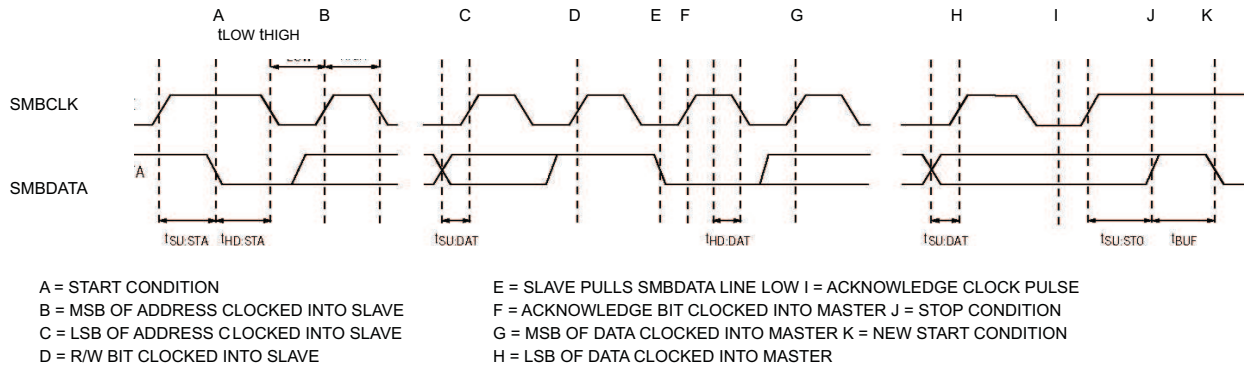 A B C D E F G H I J K
tLOW tHIGH
SMBCLK
A
SMBDATA
tSU:STA tHD:STA tSU:DAT tHD:DAT tSU:DAT tSU:STO tBUF
A = START CONDITION
B = MSB OF ADDRESS CLOCKED INTO SLAVE
C = LSB OF ADDRESS CLOCKED INTO SLAVE
D = R/W BIT CLOCKED INTO SLAVE
E = SLAVE PULLS SMBDATA LINE LOW I = ACKNOWLEDGE CLOCK PULSE
F = ACKNOWLEDGE BIT CLOCKED INTO MASTER J = STOP CONDITION
G = MSB OF DATA CLOCKED INTO MASTER K = NEW START CONDITION
H = LSB OF DATA CLOCKED INTO MASTER